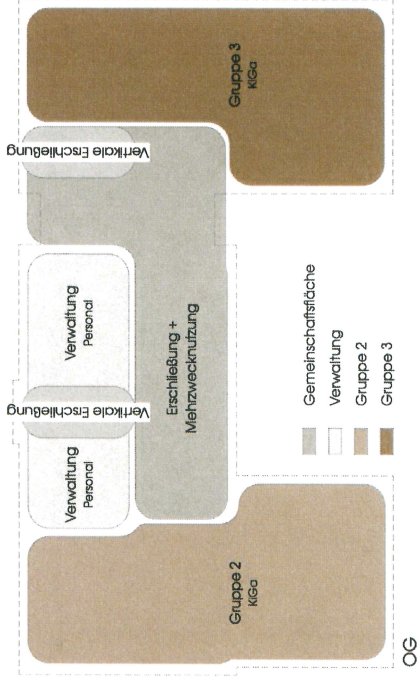 Verwaltung
Personal
Vertikale Erschließung
Verwaltung
Personal
Vertikale Erschließung
Gruppe 2
KiGa
Erschließung +
Mehrzwecknutzung
Gruppe 3
KiGa
Gemeinschaftsfläche
Verwaltung
Gruppe 2
Gruppe 3
OG